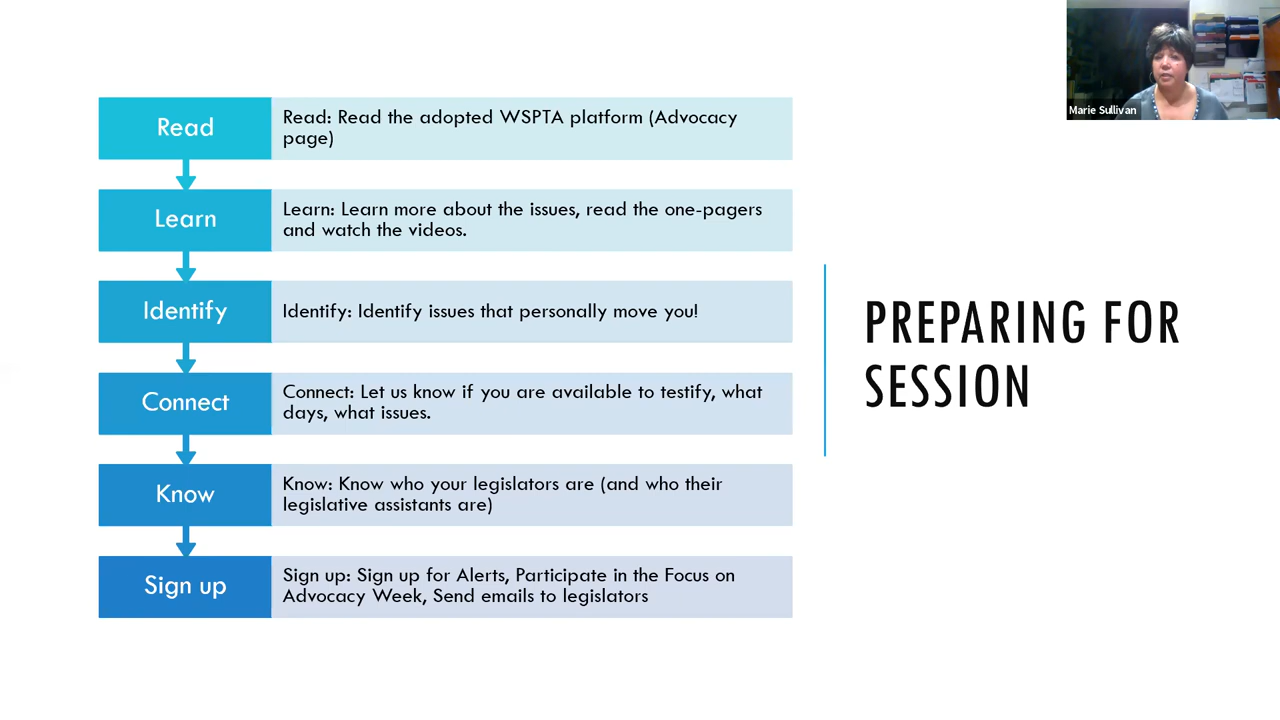 Read
Read: Read the adopted WSPTA platform (Advocacy
page)
Learn
Learn: Learn more about the issues, read the one-pagers
and watch the videos.
Identify
Identify: Identify issues that personally move you!
Connect
Connect: Let us know if you are available to testify, what
days, what issues.
Know
Know: Know who your legislators are (and who their
legislative assistants are)
Sign up
Sign up: Sign up for Alerts, Participate in the Focus on
Advocacy Week, Send emails to legislators
PREPARING FOR
SESSION
Marie Sullivan